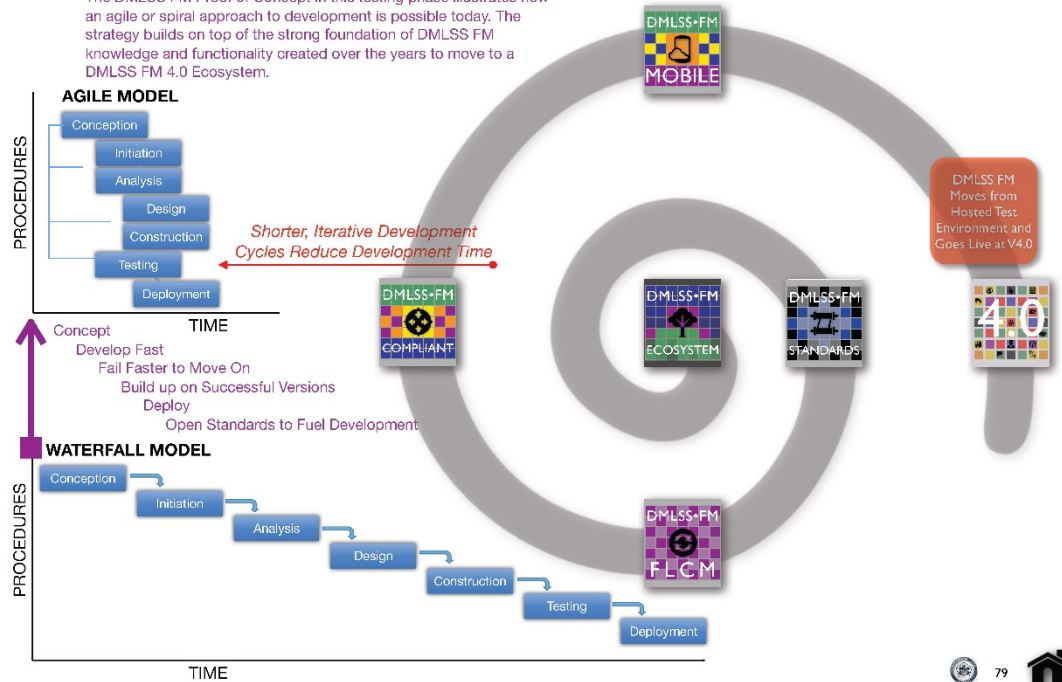 an agile or spiral approach to development is possible today. The
strategy builds on top of the strong foundation of DMLSS FM
knowledge and functionality created over the years to move to a
DMLSS FM 4.0 Ecosystem.
AGILE MODEL
PROCEDURES
Conception
Initiation
Analysis
Design
Construction
Testing
Deployment
TIME
Shorter, Iterative Development
Cycles Reduce Development Time
Concept
Develop Fast
Fail Faster to Move On
Build up on Successful Versions
Deploy
Open Standards to Fuel Development
WATERFALL MODEL
PROCEDURES
Conception
Initiation
Analysis
Design
Construction
Testing
Deployment
TIME
DMLSS•FM
MOBILE
DMLSS•FM
COMPLIANT
DMLSS•FM
ECOSYSTEM
DMLSS•FM
STANDARDS
DMLSS FM
Moves from
Hosted Test
Environment and
Goes Live at V4.0
4.0
DMLSS•FM
FLCM
79